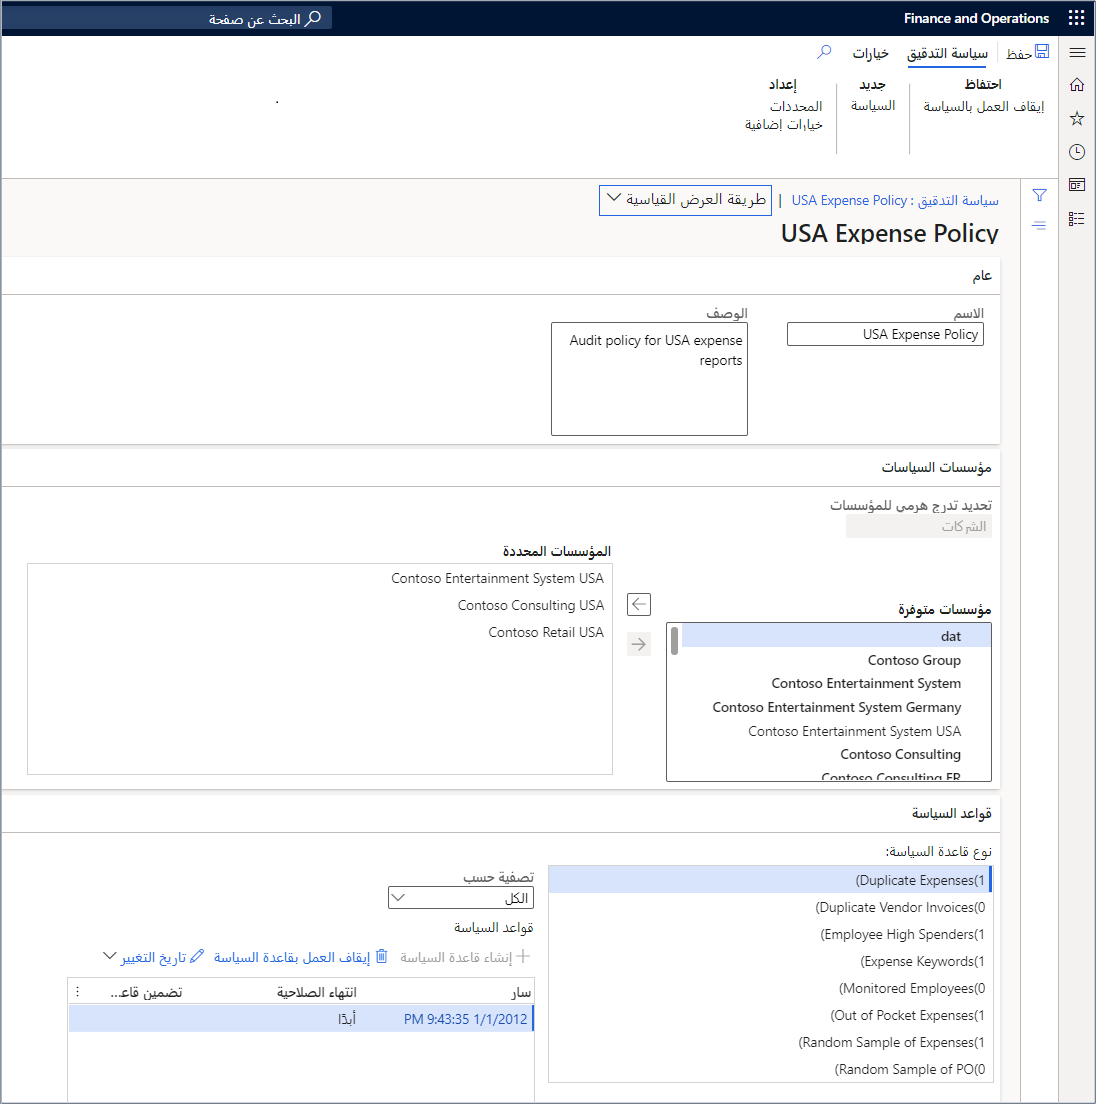 Finance and Operations
البحث عن صفحة
حفظ
سياسة التدقيق
خيارات
احتفاظ
إيقاف العمل بالسياسة
جديد
السياسة
إعداد
المحددات
خيارات إضافية
سياسة التدقيق : USA Expense Policy | طريقة العرض القياسية
USA Expense Policy
عام
الاسم
USA Expense Policy
الوصف
Audit policy for USA expense
reports
مؤسسات السياسات
تحديد تدرج هرمي للمؤسسات
الشركات
مؤسسات متوفرة
dat
Contoso Group
Contoso Entertainment System
Contoso Entertainment System Germany
Contoso Entertainment System USA
Contoso Consulting
Contoso Consulting FR
المؤسسات المحددة
Contoso Entertainment System USA
Contoso Consulting USA
Contoso Retail USA
قواعد السياسة
نوع قاعدة السياسة:
(Duplicate Expenses(1
(Duplicate Vendor Invoices(0
(Employee High Spenders(1
(Expense Keywords(1
(Monitored Employees(0
(Out of Pocket Expenses(1
(Random Sample of Expenses(1
(Random Sample of PO(0
تصفية حسب
الكل
قواعد السياسة
إنشاء قاعدة السياسة
إيقاف العمل بقاعدة السياسة
تاريخ التغيير
سار
انتهاء الصلاحية
تضمين قاعد...
PM 9:43:35 1/1/2012
أبدًا